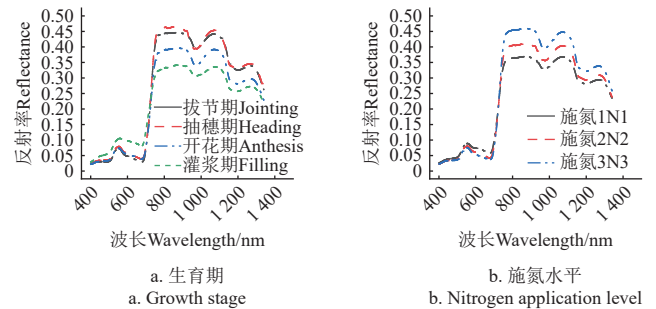 0.50
0.45
0.40
0.35
0.30
0.25
0.20
0.15
0.10
0.05
0
反射率Reflectance
拔节期Jointing
抽穗期Heading
开花期Anthesis
灌浆期Filling
400
600
800
1 000
1 200
1 400
波长Wavelength/nm
a. 生育期
a. Growth stage
0.50
0.45
0.40
0.35
0.30
0.25
0.20
0.15
0.10
0.05
0
反射率Reflectance
施氮1N1
施氮2N2
施氮3N3
400
600
800
1 000
1 200
1 400
波长Wavelength/nm
b. 施氮水平
b. Nitrogen application level